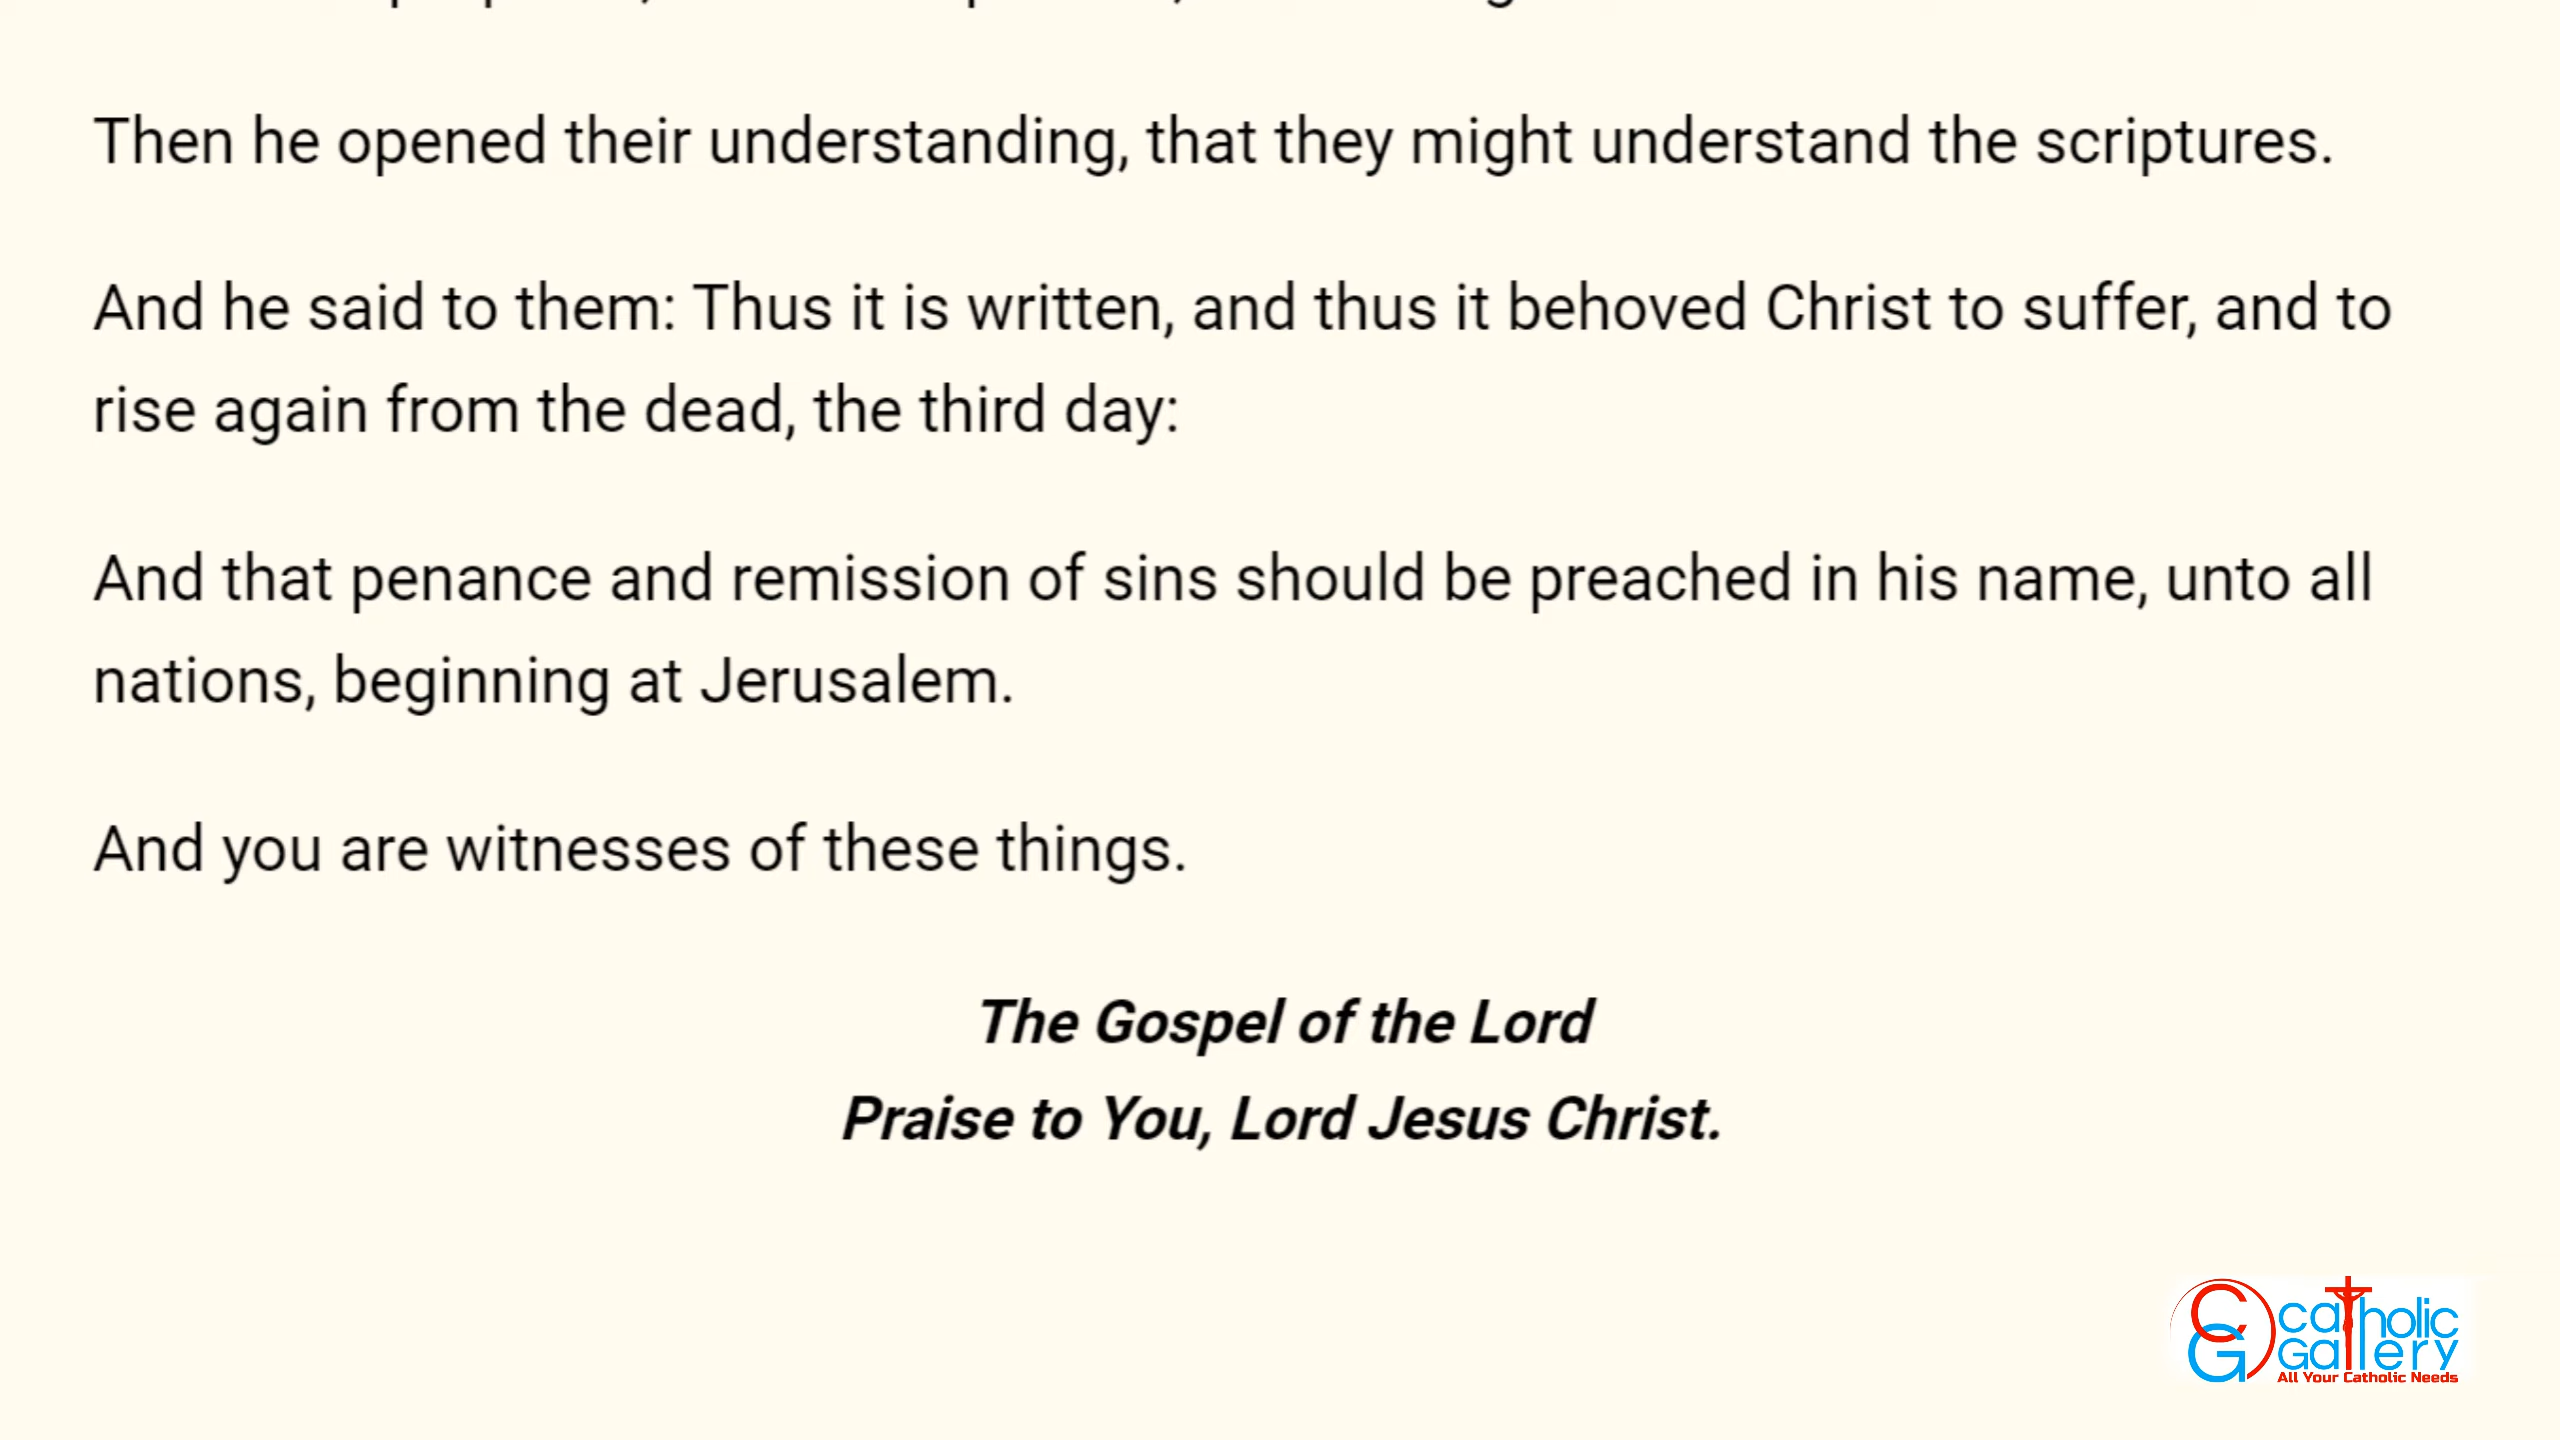 Then he opened their understanding, that they might understand the scriptures.
And he said to them: Thus it is written, and thus it behoved Christ to suffer, and to
rise again from the dead, the third day:
And that penance and remission of sins should be preached in his name, unto all
nations, beginning at Jerusalem.
And you are witnesses of these things.
The Gospel of the Lord
Praise to You, Lord Jesus Christ.
CG
catholic
Gallery
All Your Catholic Needs